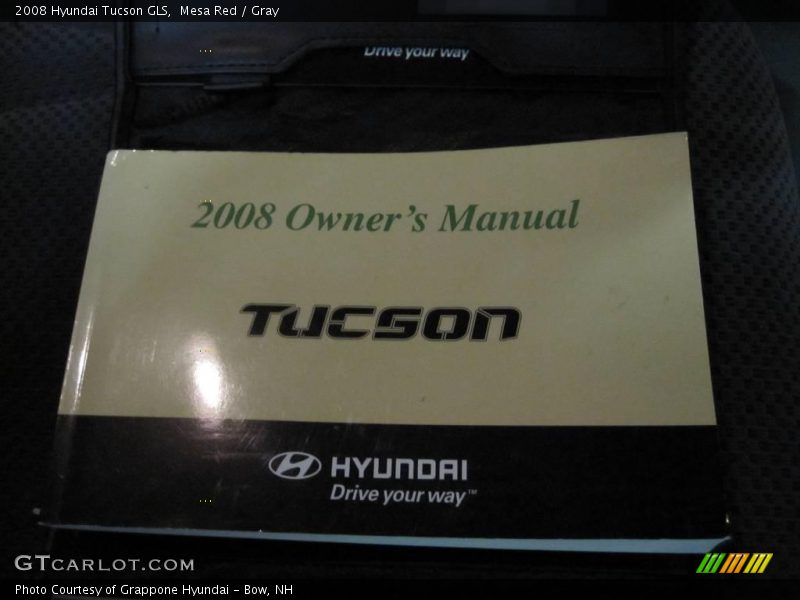 2008 Hyundai Tucson GLS,  Mesa Red / Gray
Drive your way
2008 Owner's Manual
TUCSON
HYUNDAI
Drive your way™
GTCARLOT.COM
Photo Courtesy of Grappone Hyundai - Bow, NH